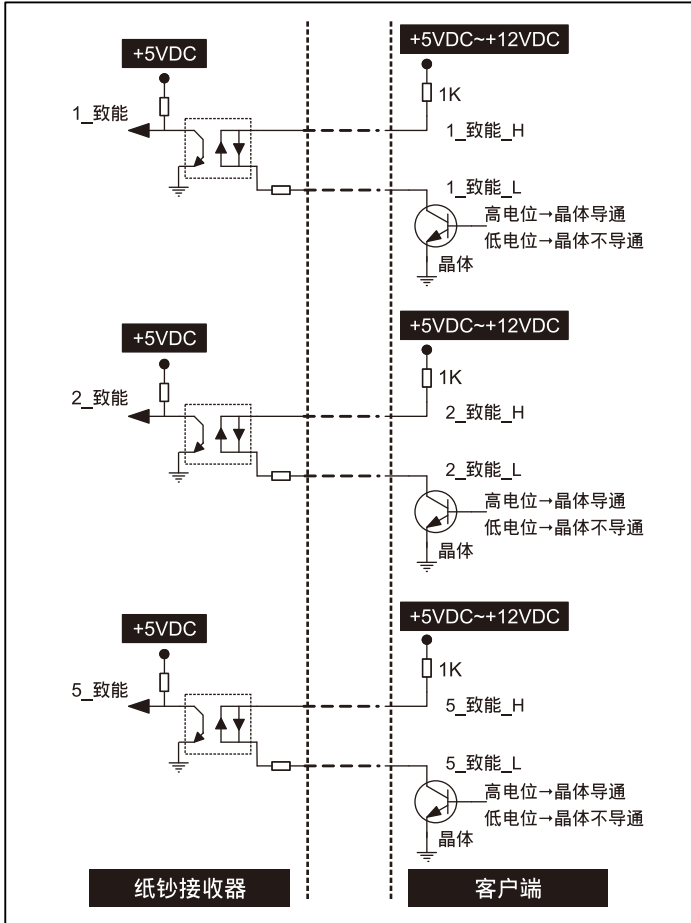 +5VDC
+5VDC~+12VDC
1K
1_致能
1_致能_H
1_致能_L
高电位→晶体导通
低电位→晶体不导通
晶体
+5VDC
+5VDC~+12VDC
1K
2_致能
2_致能_H
2_致能_L
高电位→晶体导通
低电位→晶体不导通
晶体
+5VDC
+5VDC~+12VDC
1K
5_致能
5_致能_H
5_致能_L
高电位→晶体导通
低电位→晶体不导通
晶体
纸钞接收器
客户端